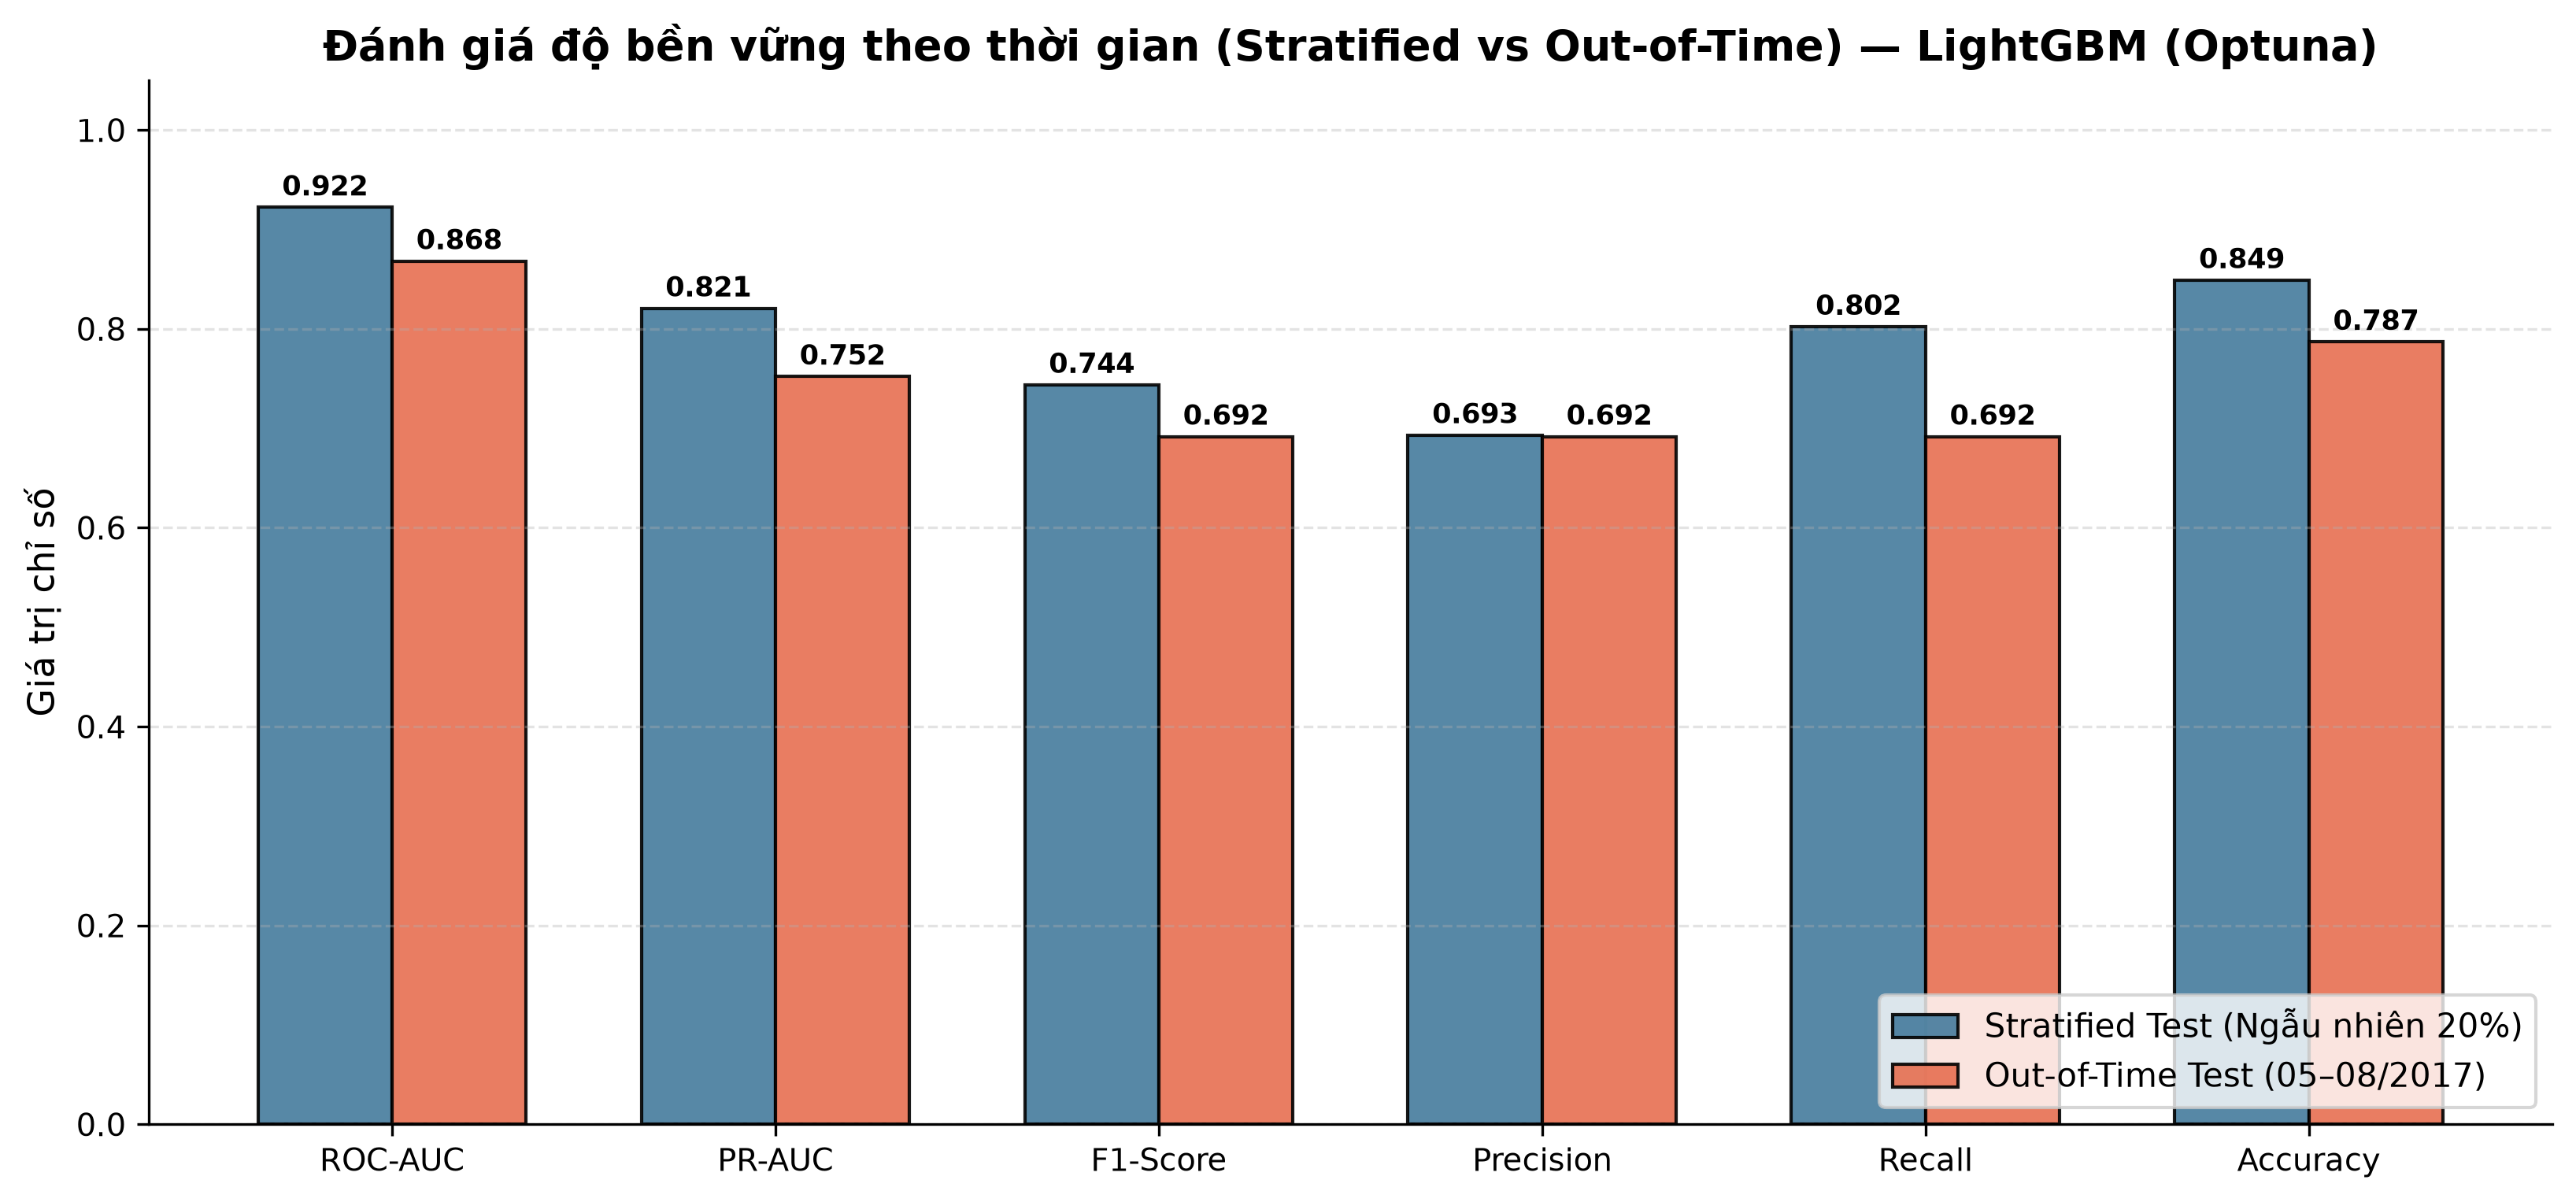 Đánh giá độ bền vững theo thời gian (Stratified vs Out-of-Time) — LightGBM (Optuna)
Giá trị chỉ số
1.0
0.8
0.6
0.4
0.2
0.0
0.922
0.868
0.821
0.752
0.744
0.692
0.693
0.692
0.802
0.692
0.849
0.787
Stratified Test (Ngẫu nhiên 20%)
Out-of-Time Test (05–08/2017)
ROC-AUC
PR-AUC
F1-Score
Precision
Recall
Accuracy